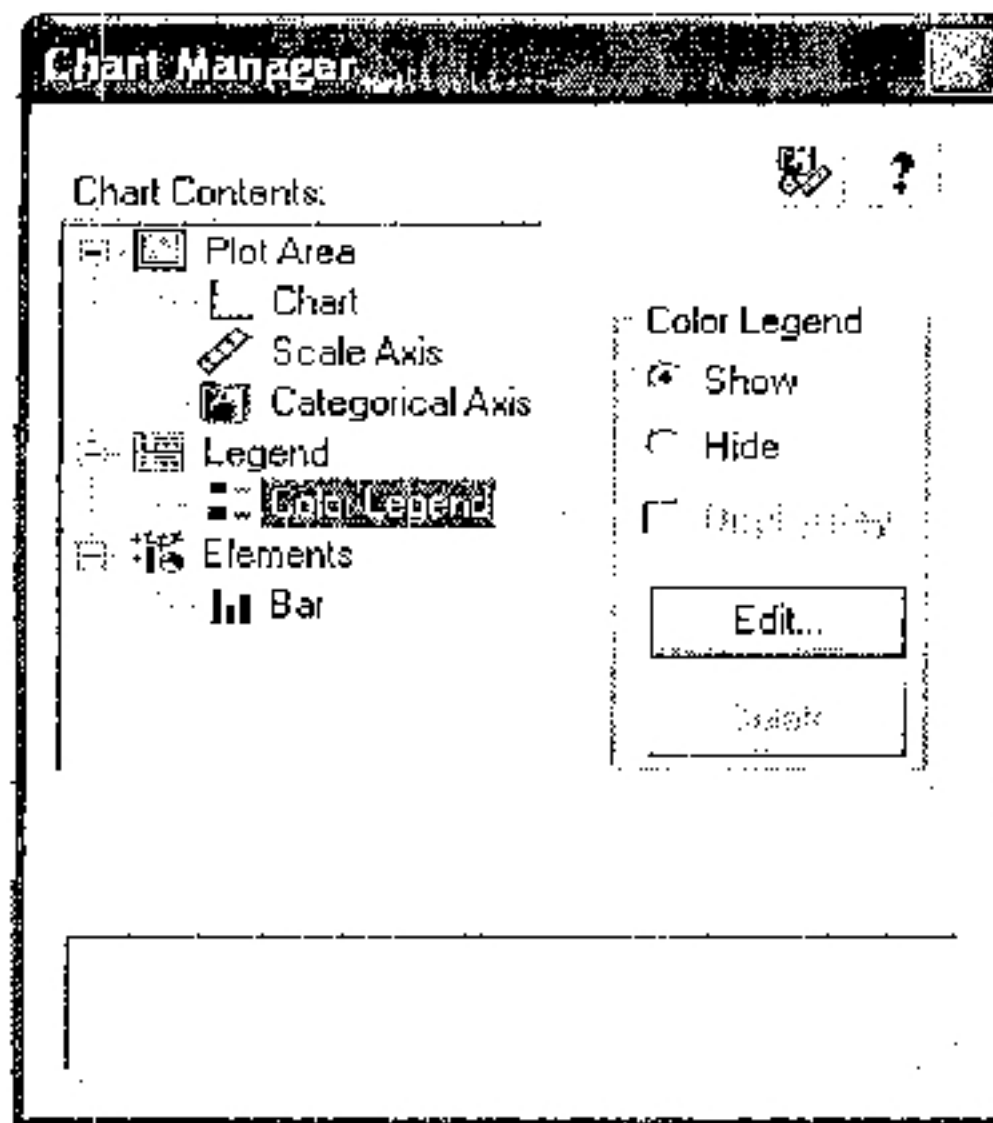 Chart Manager
?
Chart Contents:
Plot Area
Chart
Scale Axis
Categorical Axis
Legend
Color Legend
Elements
Bar
Color Legend
Show
Hide
Edit...